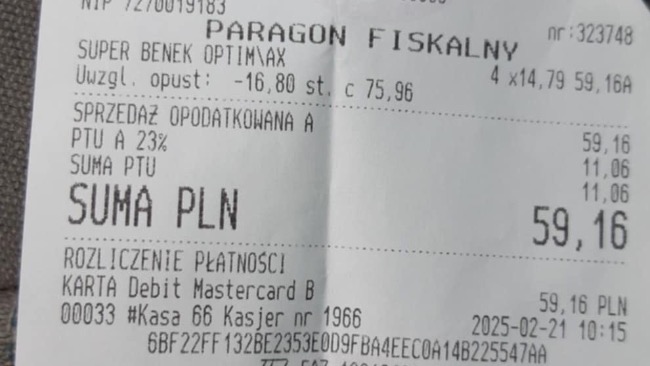 NIP 7270019183
PARAGON FISKALNY nr:323748
SUPER BENEK OPTIM\AX
4 x14,79 59,16A
Uwzgl. opust: -16,80 st. c 75,96
SPRZEDAŻ OPODATKOWANA A 59,16
PTU A 23% 11,06
SUMA PTU 11,06
SUMA PLN 59,16
ROZLICZENIE PŁATNOŚCI
KARTA Debit Mastercard B 59,16 PLN
00033 #Kasa 66 Kasjer nr 1966 2025-02-21 10:15
6BF22FF132BE2353E0D9FBA4EEC0A14B225547AA